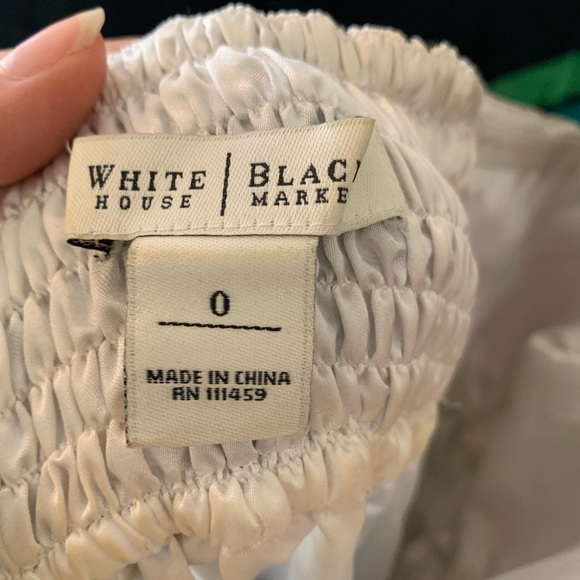 WHITE | BLAC
HOUSE | MARKE
0
MADE IN CHINA
RN 111459